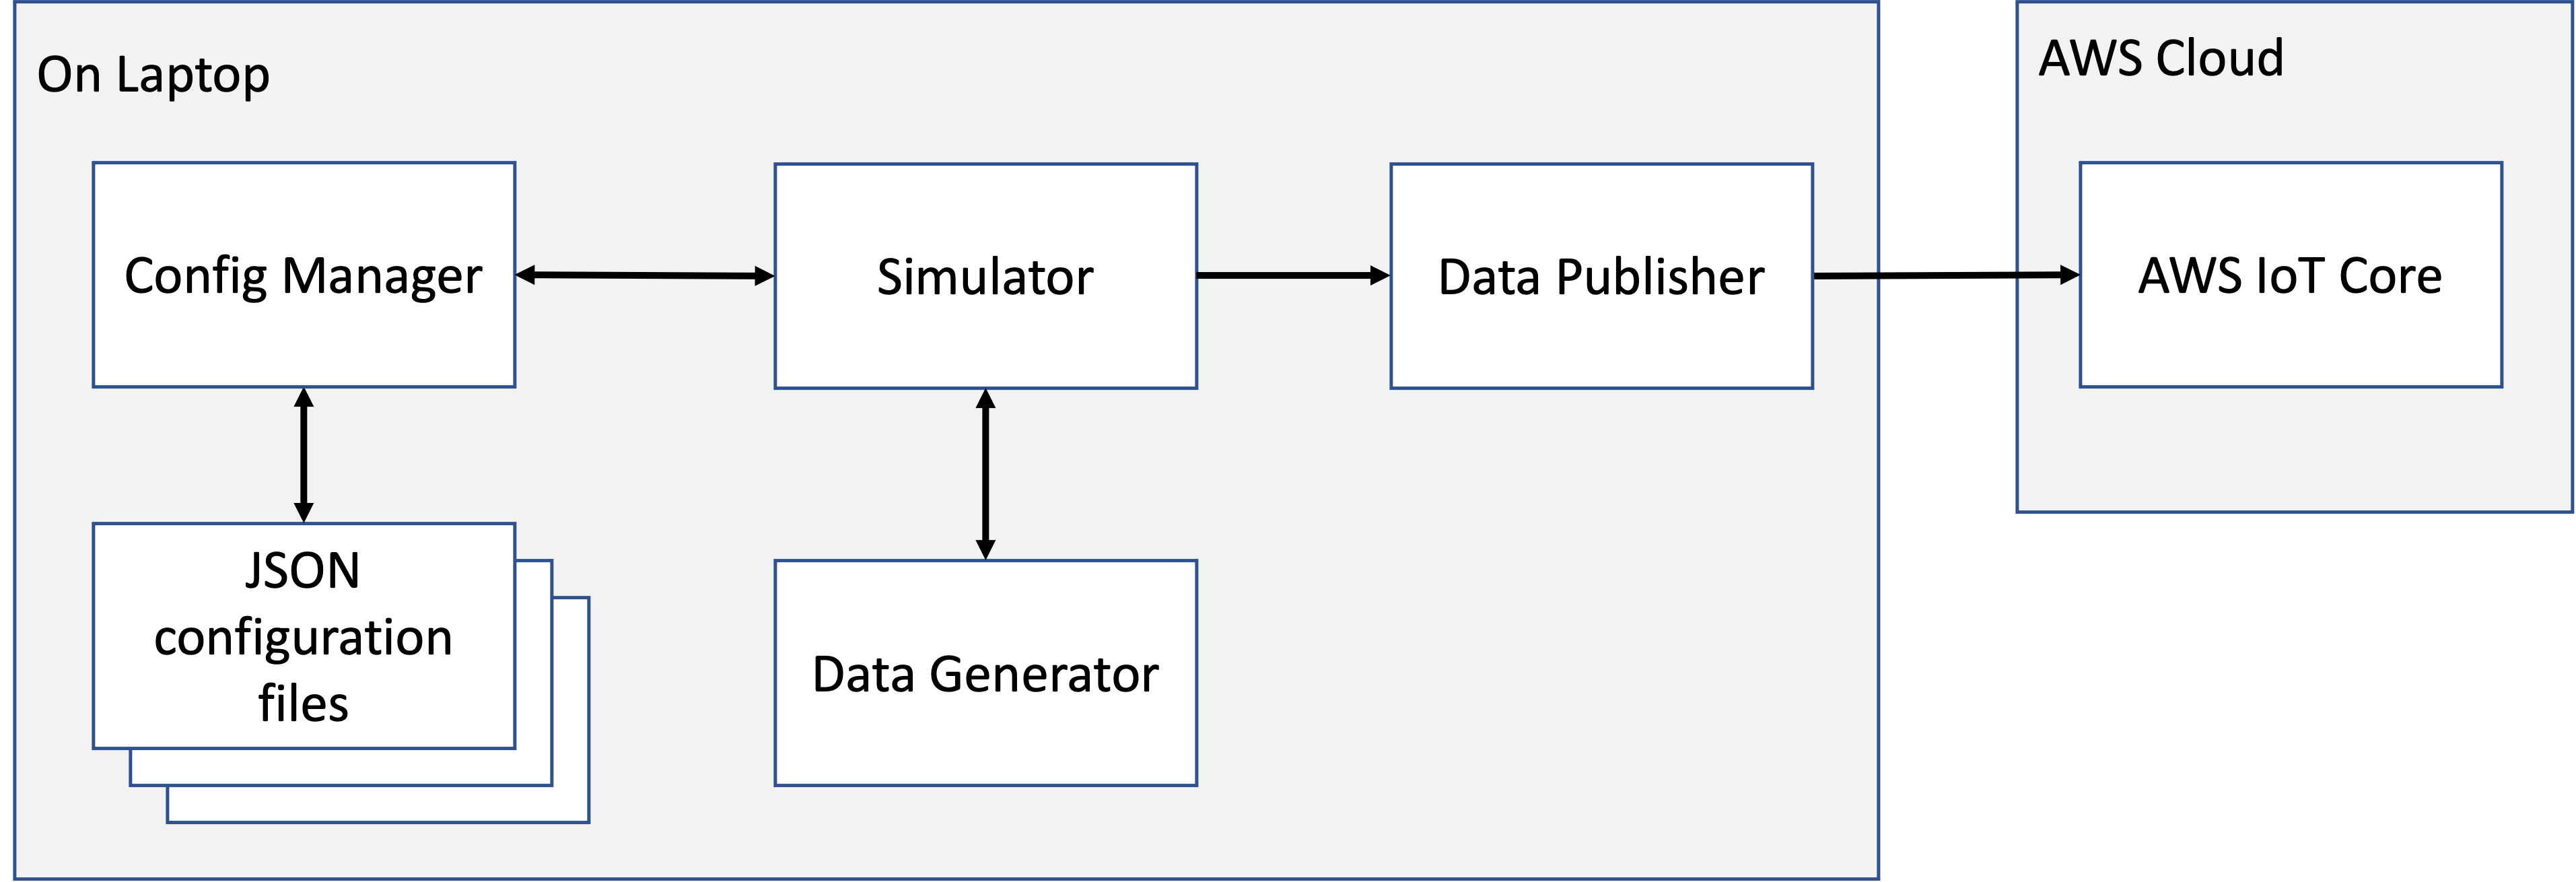 On Laptop
AWS Cloud
Config Manager
Simulator
Data Publisher
AWS IoT Core
JSON
configuration
files
Data Generator